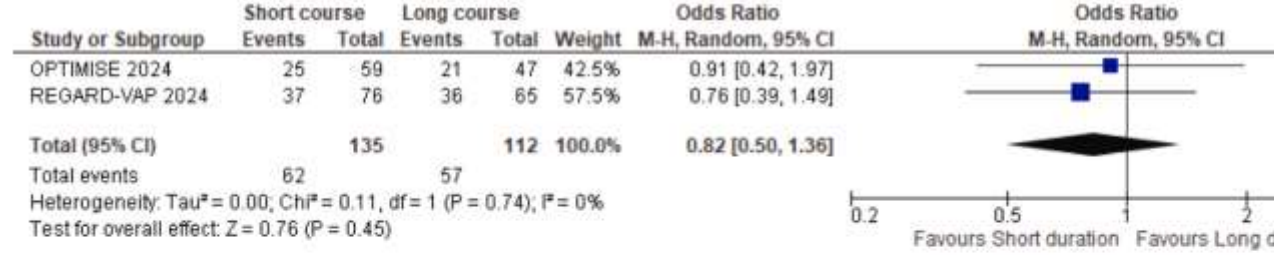 Short course Long course Odds Ratio Odds Ratio
Study or Subgroup Events Total Events Total Weight M-H, Random, 95% CI M-H, Random, 95% CI
OPTIMISE 2024 25 59 21 47 42.5% 0.91 [0.42, 1.97]
REGARD-VAP 2024 37 76 36 65 57.5% 0.76 [0.39, 1.49]
Total (95% CI) 135 112 100.0% 0.82 [0.50, 1.36]
Total events 62 57
Heterogeneity: Tau² = 0.00; Chi² = 0.11, df = 1 (P = 0.74); I² = 0%
Test for overall effect: Z = 0.76 (P = 0.45)
0.2 0.5 1 2
Favours Short duration Favours Long d